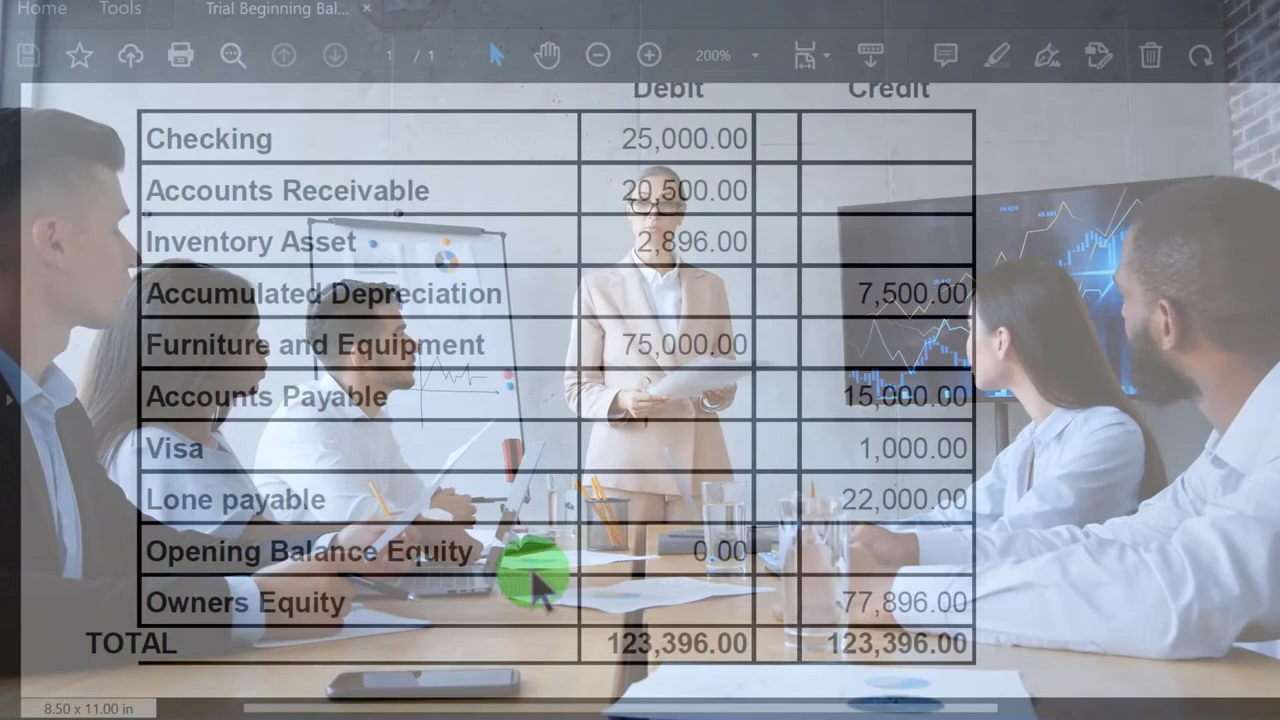 Home Tools Trial Beginning Bal... ×
1 / 1 200%
Debit Credit
Checking 25,000.00
Accounts Receivable 20,500.00
Inventory Asset 2,896.00
Accumulated Depreciation 7,500.00
Furniture and Equipment 75,000.00
Accounts Payable 15,000.00
Visa 1,000.00
Lone payable 22,000.00
Opening Balance Equity 0.00
Owners Equity 77,896.00
TOTAL 123,396.00 123,396.00
8.50 x 11.00 in